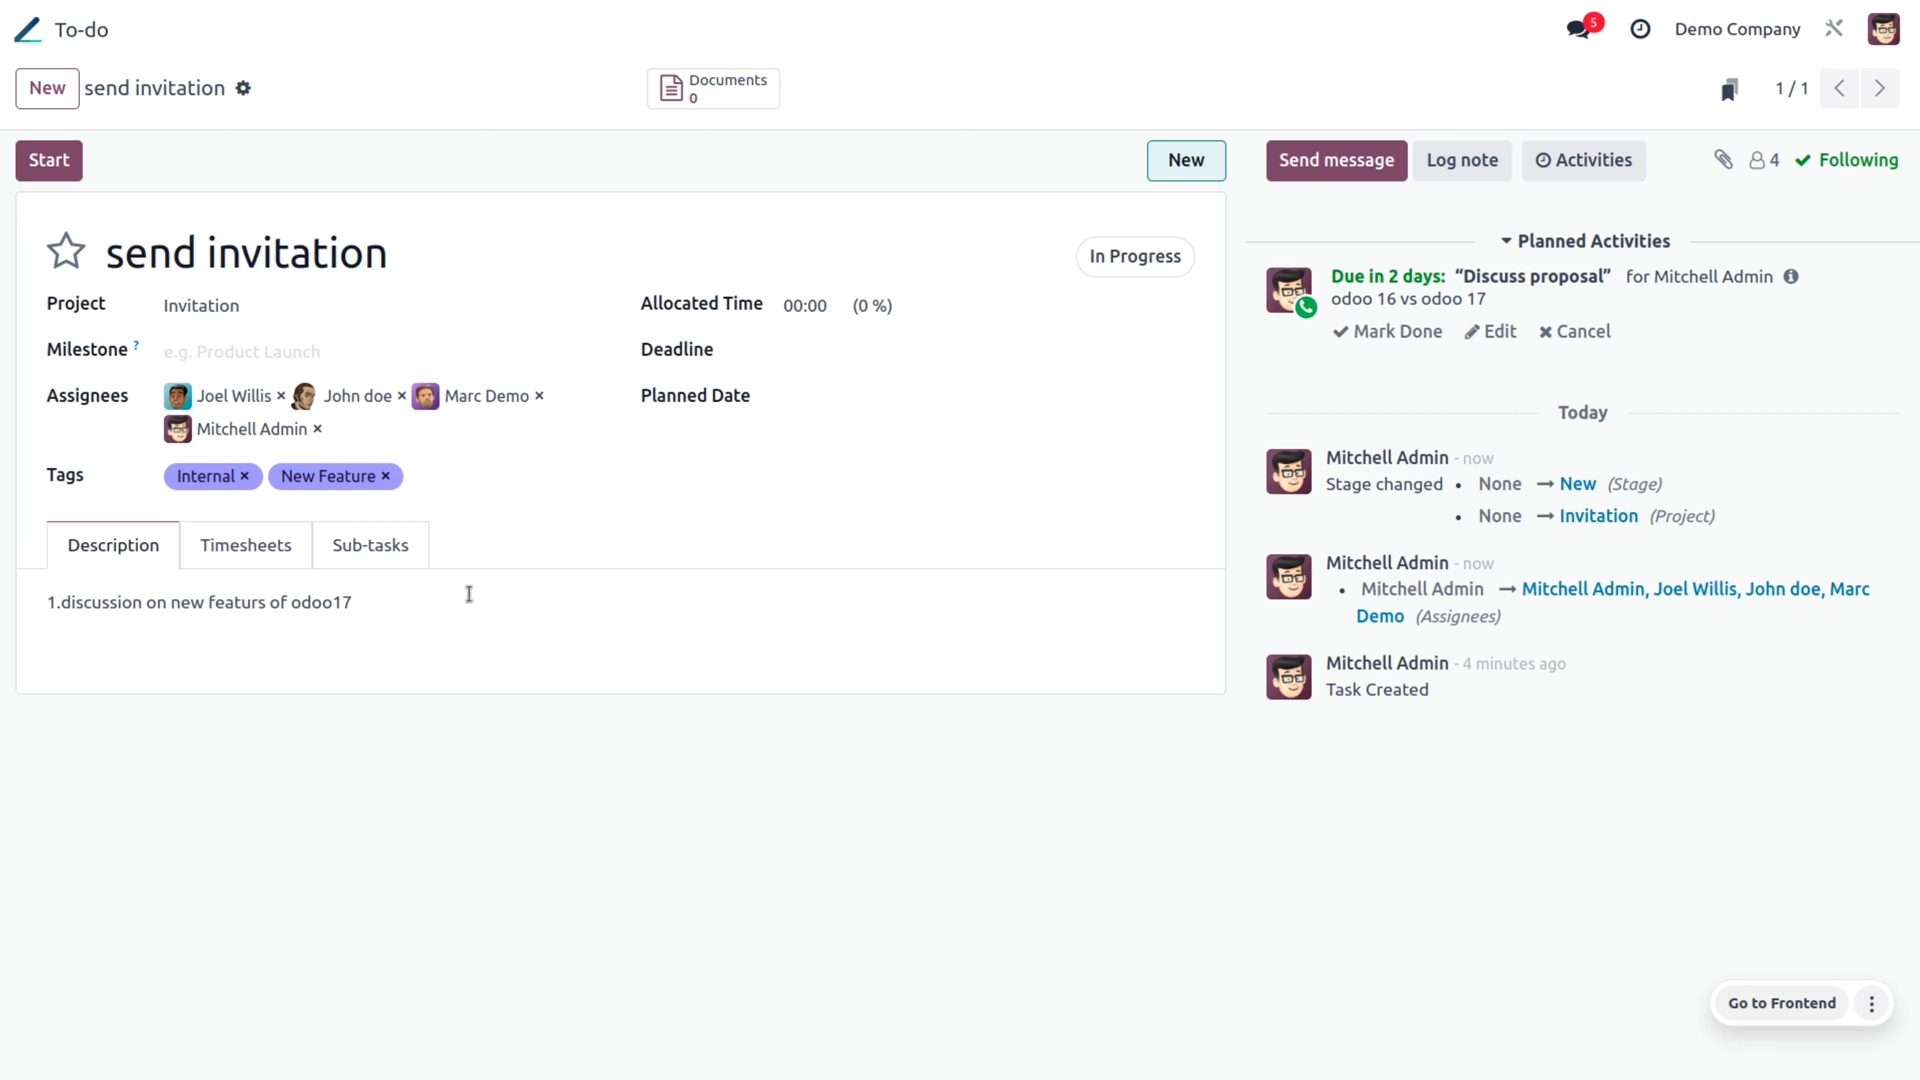 To-do
5
Demo Company
New
send invitation
Documents
0
1 / 1
Start
New
Send message
Log note
Activities
4
Following
send invitation
In Progress
Project
Invitation
Allocated Time
00:00
(0 %)
Milestone ?
e.g. Product Launch
Deadline
Assignees
Joel Willis × John doe × Marc Demo ×
Mitchell Admin ×
Planned Date
Tags
Internal × New Feature ×
Description
Timesheets
Sub-tasks
1.discussion on new featurs of odoo17
Planned Activities
Due in 2 days: “Discuss proposal” for Mitchell Admin
odoo 16 vs odoo 17
Mark Done Edit Cancel
Today
Mitchell Admin - now
Stage changed • None → New (Stage)
• None → Invitation (Project)
Mitchell Admin - now
• Mitchell Admin → Mitchell Admin, Joel Willis, John doe, Marc
Demo (Assignees)
Mitchell Admin - 4 minutes ago
Task Created
Go to Frontend